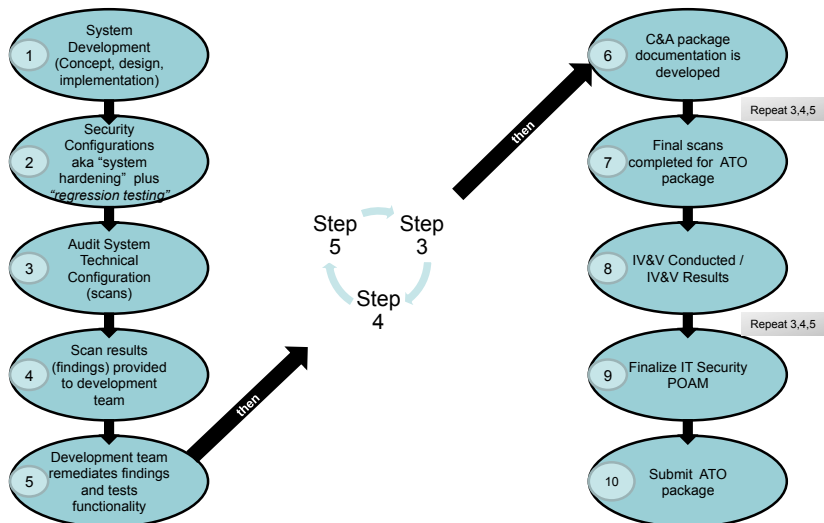 1
System
Development
(Concept, design,
implementation)
2
Security
Configurations
aka “system
hardening” plus
“regression testing”
3
Audit System
Technical
Configuration
(scans)
4
Scan results
(findings) provided
to development
team
5
Development team
remediates findings
and tests
functionality
then
Step
5
Step
3
Step
4
then
6
C&A package
documentation is
developed
Repeat 3,4,5
7
Final scans
completed for ATO
package
8
IV&V Conducted /
IV&V Results
Repeat 3,4,5
9
Finalize IT Security
POAM
10
Submit ATO
package